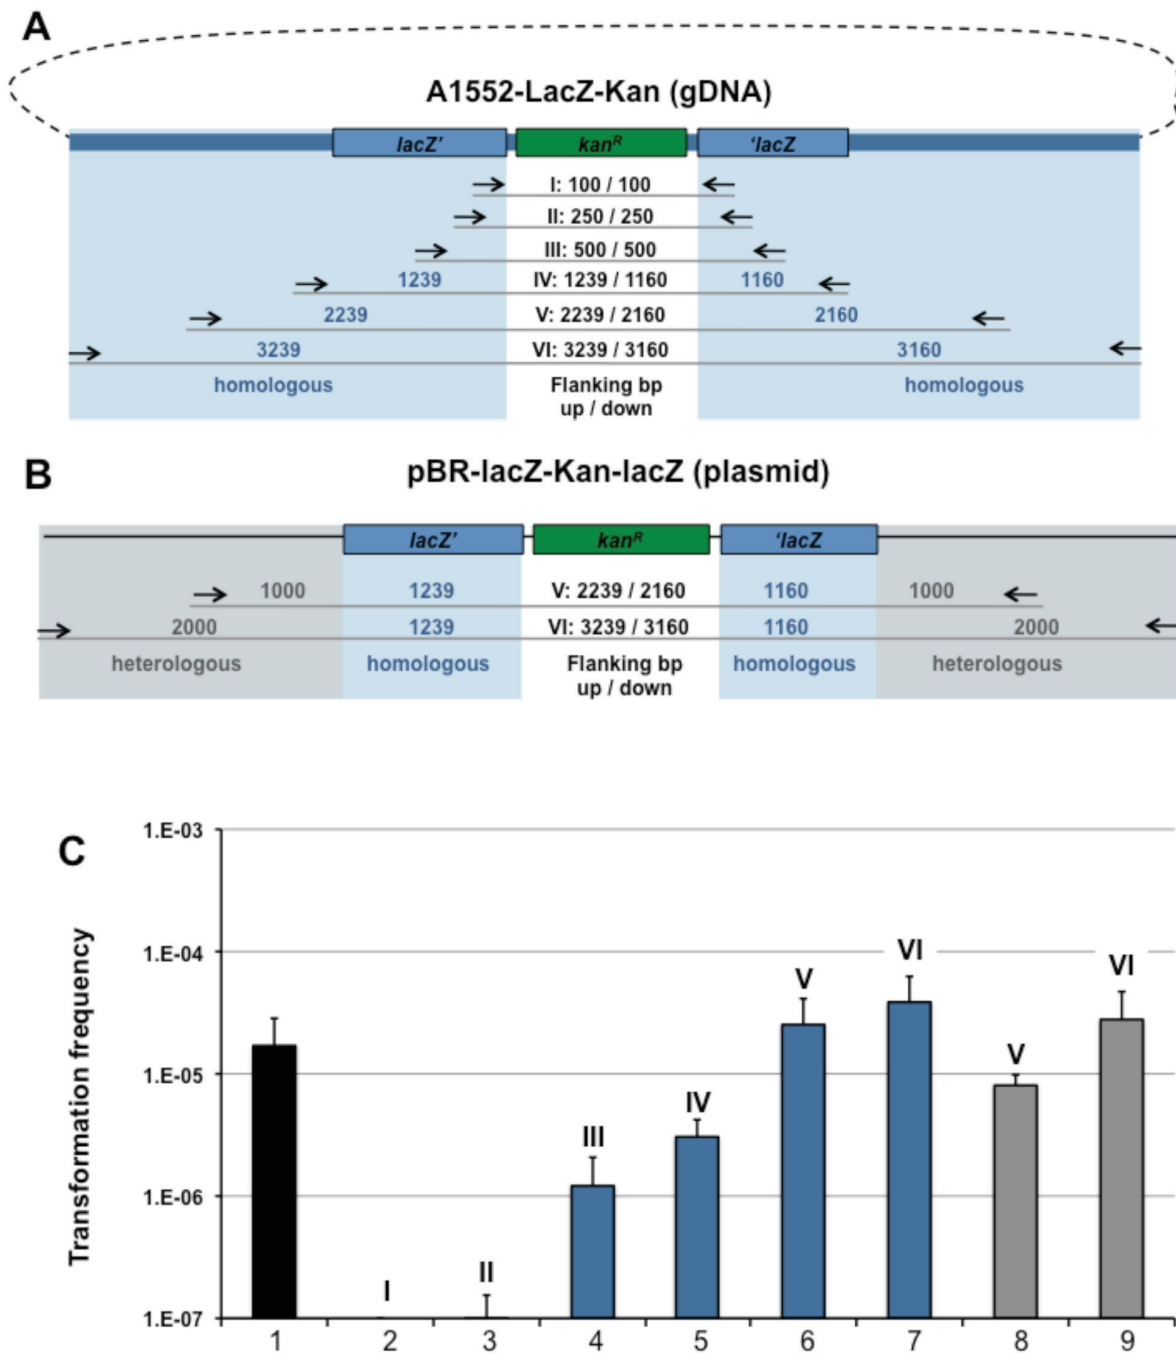 A
A1552-LacZ-Kan (gDNA)
lacZ' kanR 'lacZ
I: 100 / 100
II: 250 / 250
III: 500 / 500
1239 IV: 1239 / 1160 1160
2239 V: 2239 / 2160 2160
3239 VI: 3239 / 3160 3160
homologous Flanking bp homologous
up / down
B
pBR-lacZ-Kan-lacZ (plasmid)
lacZ' kanR 'lacZ
1000 1239 V: 2239 / 2160 1160 1000
2000 1239 VI: 3239 / 3160 1160 2000
heterologous homologous Flanking bp homologous heterologous
up / down
C
Transformation frequency
1.E-03
1.E-04
1.E-05
1.E-06
1.E-07
I II III IV V VI V VI
1 2 3 4 5 6 7 8 9